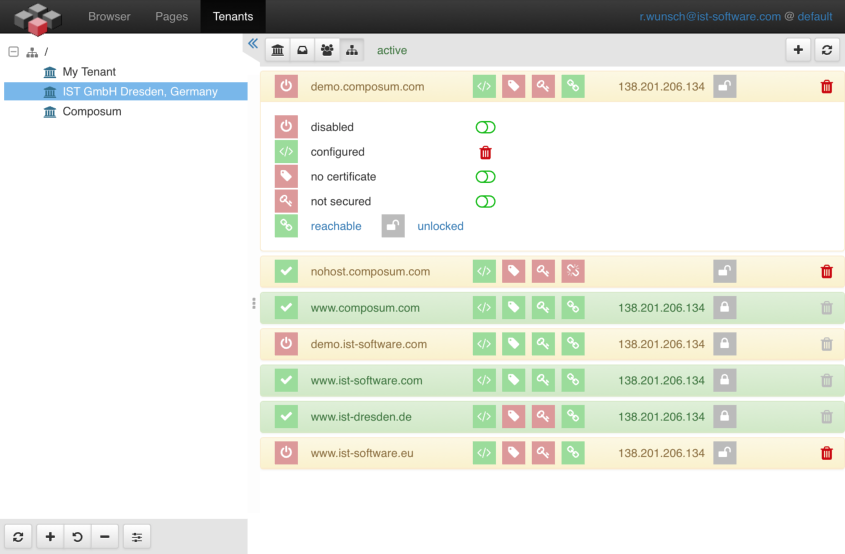 Browser Pages Tenants r.wunsch@ist-software.com @ default
/
My Tenant
IST GmbH Dresden, Germany
Composum
active
demo.composum.com 138.201.206.134
disabled
configured
no certificate
not secured
reachable unlocked
nohost.composum.com
www.composum.com 138.201.206.134
demo.ist-software.com 138.201.206.134
www.ist-software.com 138.201.206.134
www.ist-dresden.de 138.201.206.134
www.ist-software.eu 138.201.206.134